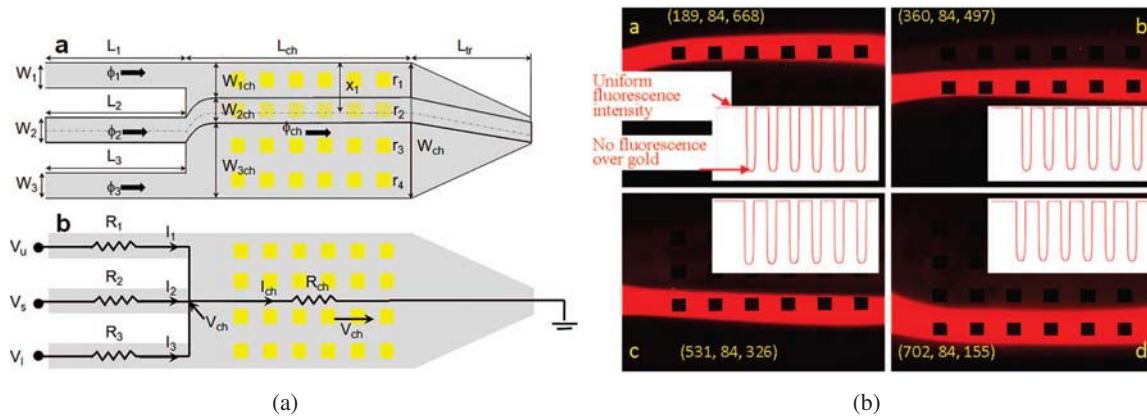 a
L1 Lch Ltr
W1 ϕ1 W1ch x1 r1
L2
W2 ϕ2 W2ch r2
ϕch
L3 Wch
r3
W3 ϕ3 W3ch r4
b
R1 I1
Vu
R2 I2 Ich Rch
Vs
R3 I3 Vch Vch
Vl
(a)
a (189, 84, 668)
Uniform
fluorescence
intensity
No fluorescence
over gold
(360, 84, 497) b
c (531, 84, 326)
(702, 84, 155) d
(b)